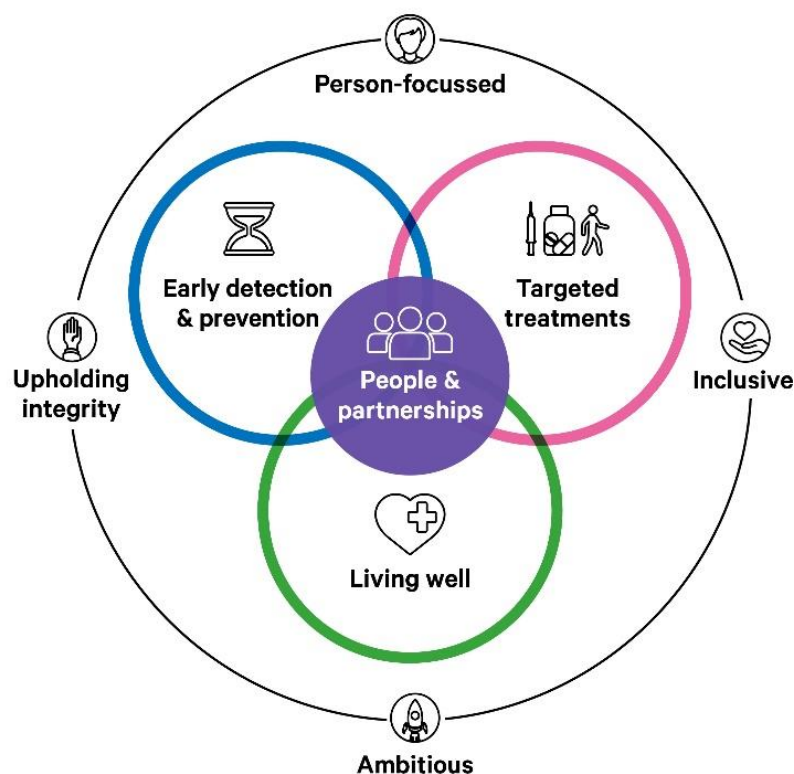 Person-focussed
Early detection
& prevention
Targeted
treatments
People &
partnerships
Upholding
integrity
Inclusive
Living well
Ambitious